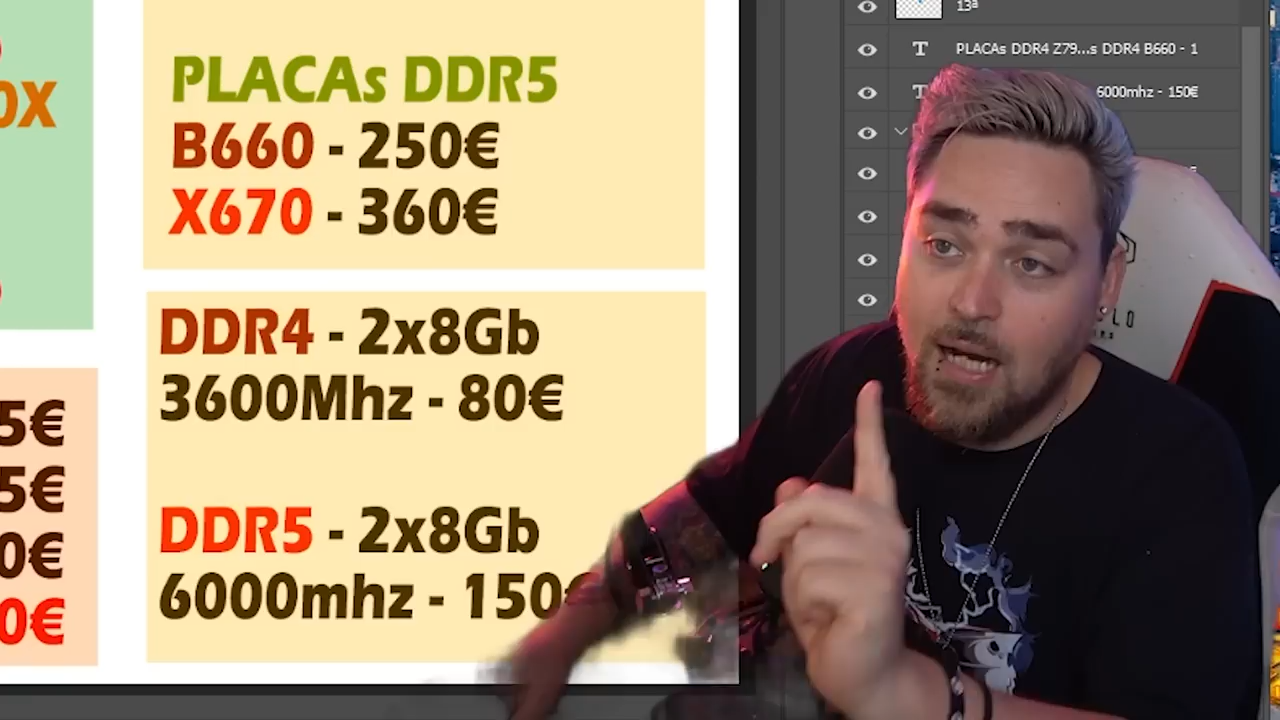 0X
5€
5€
0€
0€
PLACAs DDR5
B660 - 250€
X670 - 360€
DDR4 - 2x8Gb
3600Mhz - 80€
DDR5 - 2x8Gb
6000mhz - 150€
13ª
PLACAs DDR4 Z79...s DDR4 B660 - 1
6000mhz - 150€